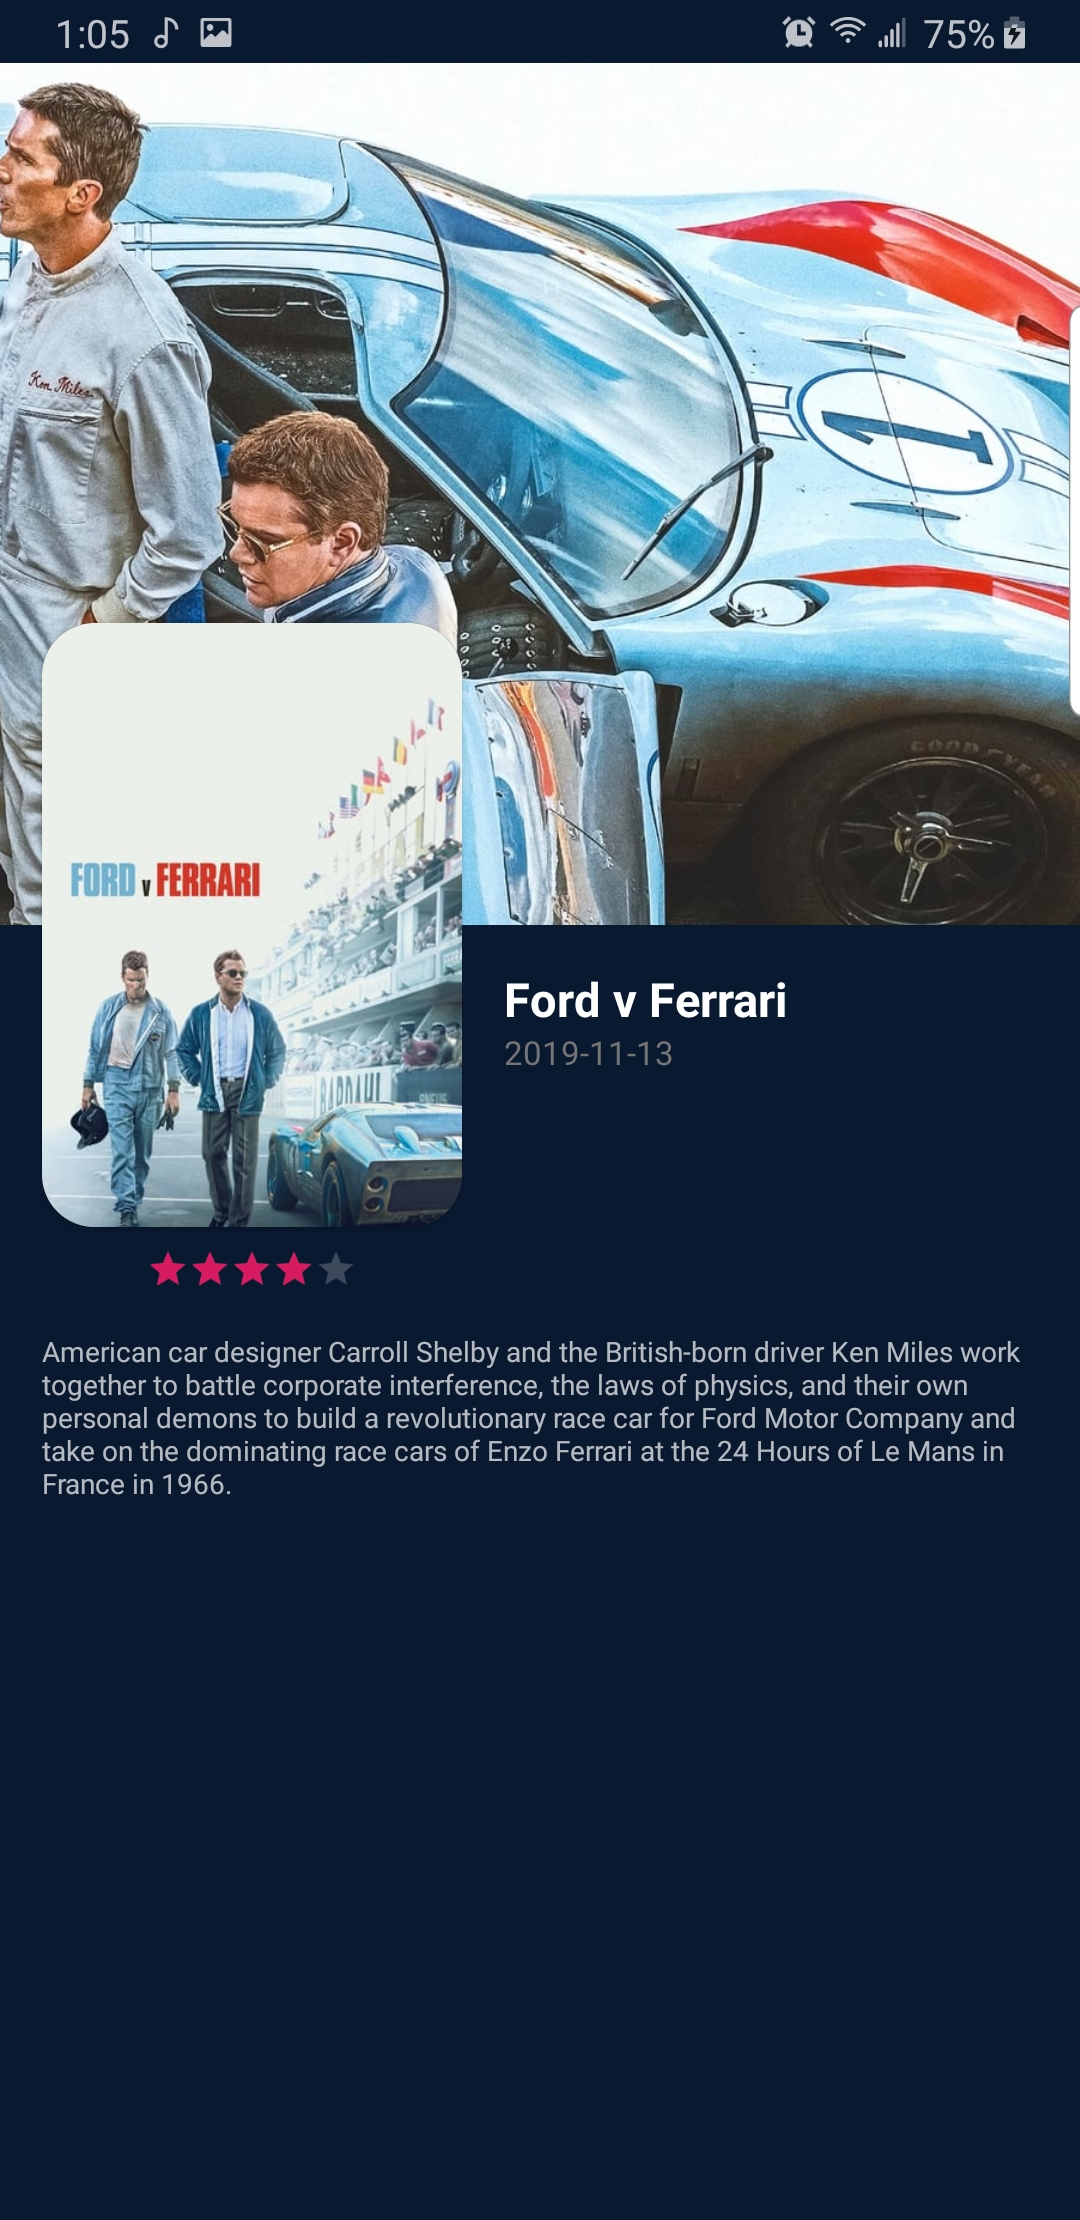 1:05
75%
Ken Miles
1
GOODYEAR
FORD v FERRARI
BARDAHL
Ford v Ferrari
2019-11-13
American car designer Carroll Shelby and the British-born driver Ken Miles work
together to battle corporate interference, the laws of physics, and their own
personal demons to build a revolutionary race car for Ford Motor Company and
take on the dominating race cars of Enzo Ferrari at the 24 Hours of Le Mans in
France in 1966.